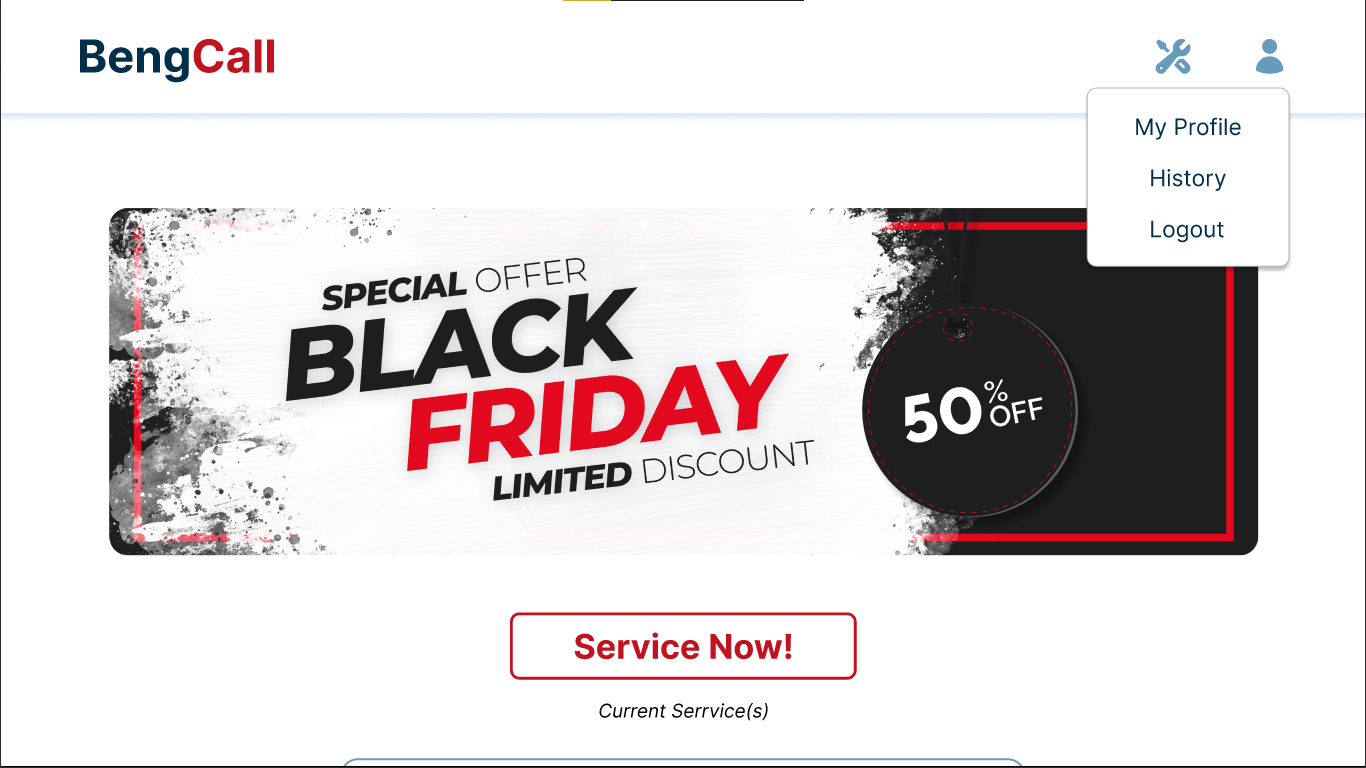 BengCall
My Profile
History
Logout
SPECIAL OFFER
BLACK
FRIDAY
LIMITED DISCOUNT
50% OFF
Service Now!
Current Serrvice(s)